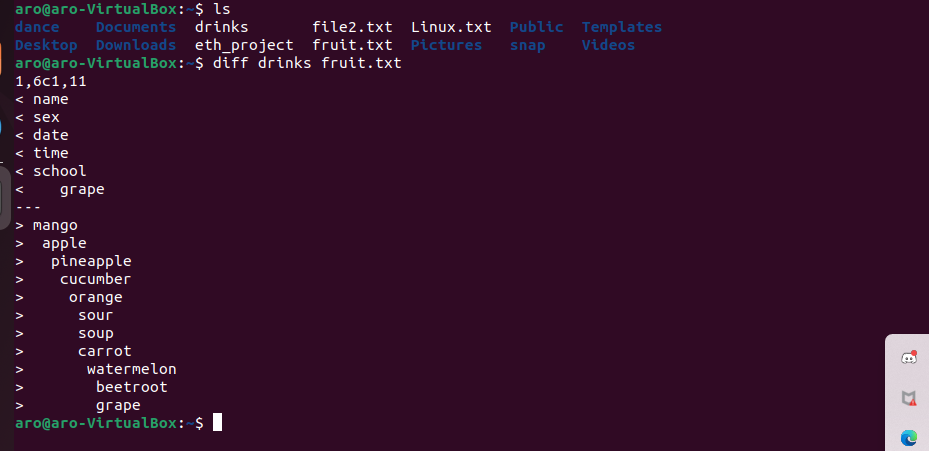 aro@aro-VirtualBox:~$ ls
dance    Documents  drinks       file2.txt  Linux.txt  Public  Templates
Desktop  Downloads  eth_project  fruit.txt  Pictures   snap    Videos
aro@aro-VirtualBox:~$ diff drinks fruit.txt
1,6c1,11
< name
< sex
< date
< time
< school
<    grape
---
> mango
>  apple
>   pineapple
>    cucumber
>     orange
>      sour
>      soup
>      carrot
>       watermelon
>        beetroot
>        grape
aro@aro-VirtualBox:~$